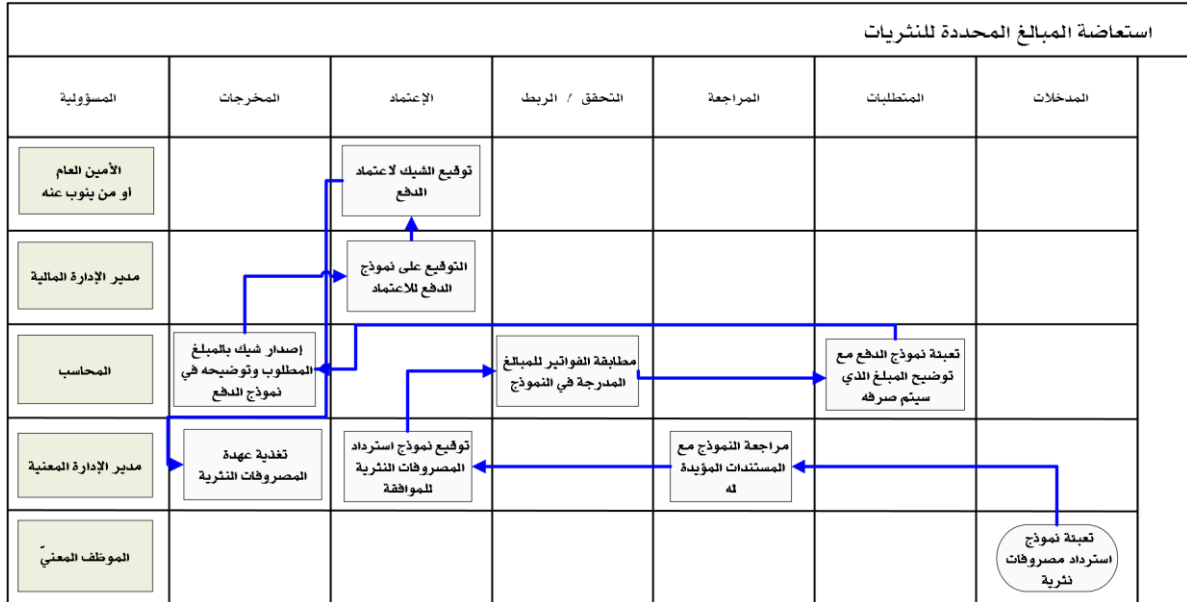 استعاضة المبالغ المحددة للنثريات
المدخلات
المتطلبات
المراجعة
التحقق / الربط
الإعتماد
المخرجات
المسؤولية
توقيع الشيك لاعتماد
الدفع
الأمين العام
او من ينوب عنه
التوقيع على نموذج
الدفع للاعتماد
مدير الإدارة المالية
تعبئة نموذج الدفع مع
توضيح المبلغ الذي
سيتم صرفه
مطابقة الفواتير للمبالغ
المدرجة في النموذج
إصدار شيك بالمبلغ
المطلوب وتوضيحه في
نموذج الدفع
المحاسب
مراجعة النموذج مع
المستندات المؤيدة
له
توقيع نموذج استرداد
المصروفات النثرية
للموافقة
تغذية عهدة
المصروفات النثرية
مدير الإدارة المعنية
تعبئة نموذج
استرداد مصروفات
نثرية
الموظف المعنيّ